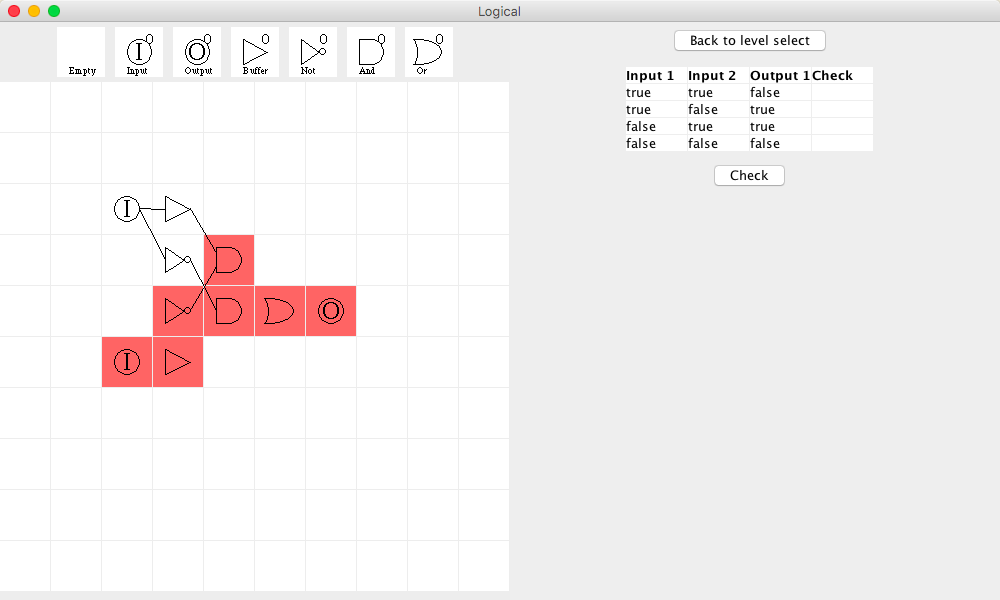 Logical
0 0 0 0 0 0
I O
Empty Input Output Buffer Not And Or
Back to level select
Input 1 Input 2 Output 1 Check
true true false
true false true
false true true
false false false
Check
I
O
I